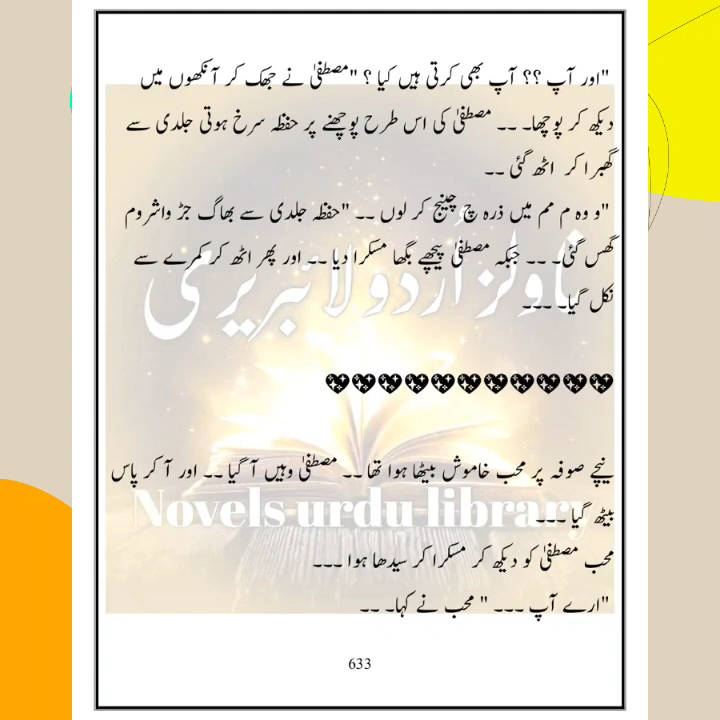 "اور آپ ؟؟ آپ بھی کرتی ہیں کیا ؟ "مصطفیٰ نے جھک کر آنکھوں میں
دیکھ کر پوچھا۔ ۔۔ مصطفیٰ کی اس طرح پوچھنے پر حفظہ سرخ ہوتی جلدی سے
گھبرا کر اٹھ گئی ۔۔
"و وہ م مم میں ذرہ چ چینج کر لوں ۔۔ "حفظہ جلدی سے بھاگ جڑ واشروم
گھس گئی۔ ۔۔ جبکہ مصطفیٰ پیچھے بگھا مسکرا دیا ۔۔ اور پھر اٹھ کر کمرے سے
ناولز اُردو لائبریری
نکل گیا۔ ۔۔۔
💖💖💖💖💖💖💖💖💖💖💖
نیچے صوفہ پر محب خاموش بیٹھا ہوا تھا ۔۔ مصطفیٰ وہیں آ گیا ۔۔ اور آ کر پاس
Novels urdu library
بیٹھ گیا ۔۔۔
محب مصطفیٰ کو دیکھ کر مسکرا کر سیدھا ہوا ۔۔۔
"ارے آپ ۔۔۔ " محب نے کہا۔ ۔۔
633